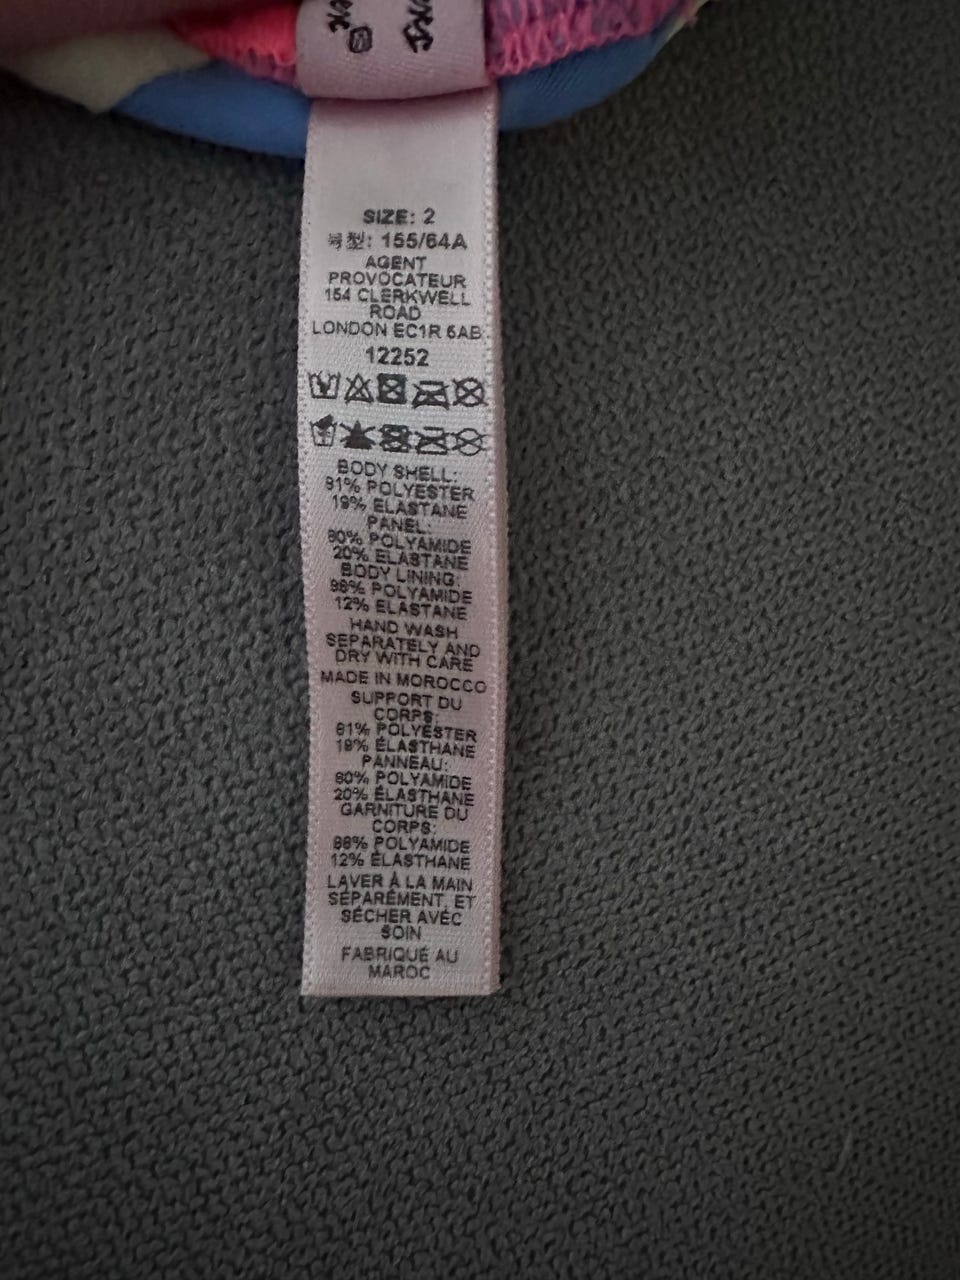 SIZE: 2
号型: 155/64A
AGENT
PROVOCATEUR
154 CLERKWELL
ROAD
LONDON EC1R 5AB
12252
BODY SHELL:
81% POLYESTER
19% ELASTANE
PANEL:
80% POLYAMIDE
20% ELASTANE
BODY LINING:
88% POLYAMIDE
12% ELASTANE
HAND WASH
SEPARATELY AND
DRY WITH CARE
MADE IN MOROCCO
SUPPORT DU
CORPS:
81% POLYESTER
19% ÉLASTHANE
PANNEAU:
80% POLYAMIDE
20% ÉLASTHANE
GARNITURE DU
CORPS:
88% POLYAMIDE
12% ÉLASTHANE
LAVER À LA MAIN
SÉPARÉMENT, ET
SÉCHER AVEC
SOIN
FABRIQUÉ AU
MAROC